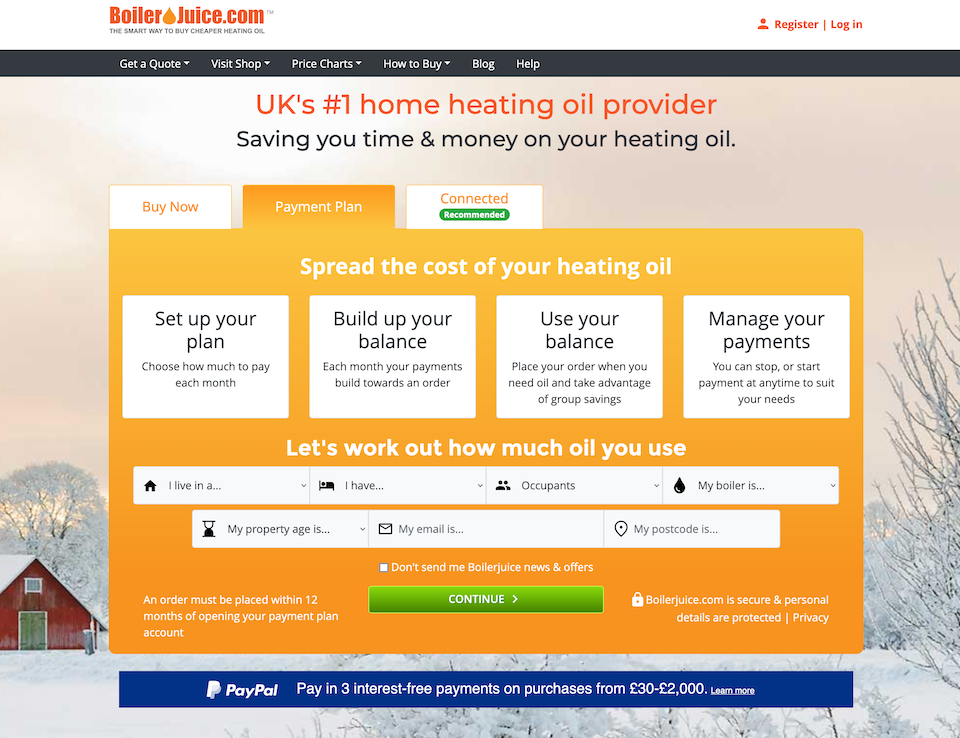 BoilerJuice.com™
THE SMART WAY TO BUY CHEAPER HEATING OIL
Register | Log in
Get a Quote Visit Shop Price Charts How to Buy Blog Help
UK's #1 home heating oil provider
Saving you time & money on your heating oil.
Buy Now
Payment Plan
Connected
Recommended
Spread the cost of your heating oil
Set up your
plan
Choose how much to pay
each month
Build up your
balance
Each month your payments
build towards an order
Use your
balance
Place your order when you
need oil and take advantage
of group savings
Manage your
payments
You can stop, or start
payment at anytime to suit
your needs
Let's work out how much oil you use
I live in a... I have... Occupants My boiler is...
My property age is... My email is... My postcode is...
Don't send me Boilerjuice news & offers
An order must be placed within 12
months of opening your payment plan
account
CONTINUE
Boilerjuice.com is secure & personal
details are protected | Privacy
PayPal Pay in 3 interest-free payments on purchases from £30-£2,000. Learn more